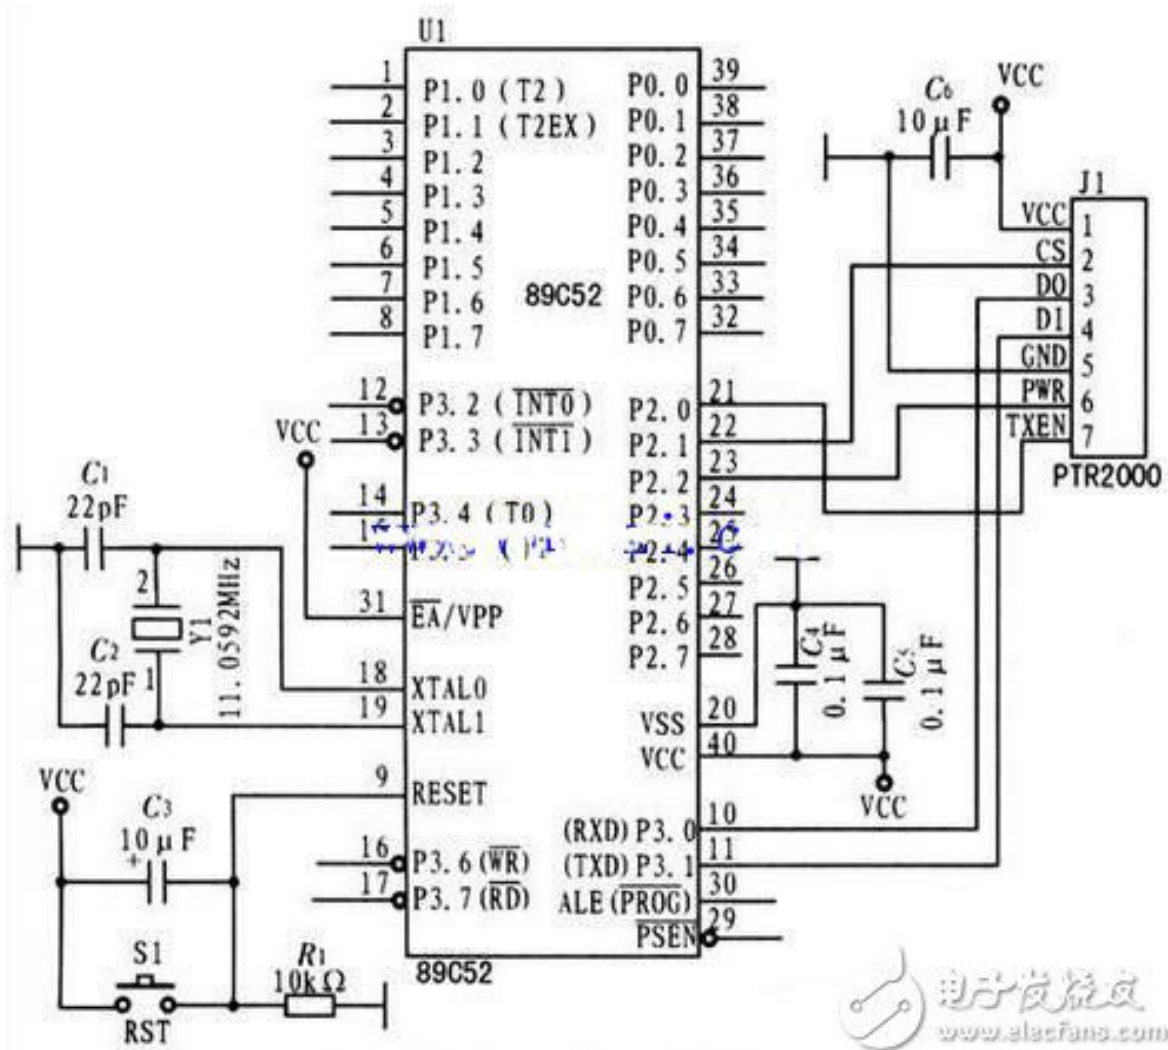 U1
1
P1.0(T2)
2
P1.1(T2EX)
3
P1.2
4
P1.3
5
P1.4
6
P1.5
7
P1.6
8
P1.7
12
P3.2(INT0)
13
P3.3(INT1)
14
P3.4(T0)
31
EA/VPP
18
XTAL0
19
XTAL1
9
RESET
16
P3.6(WR)
17
P3.7(RD)
89C52
89C52
P0.0
39
P0.1
38
P0.2
37
P0.3
36
P0.4
35
P0.5
34
P0.6
33
P0.7
32
P2.0
21
P2.1
22
P2.2
23
P2.3
24
P2.4
25
P2.5
26
P2.6
27
P2.7
28
VSS
20
VCC
40
(RXD)P3.0
10
(TXD)P3.1
11
ALE(PROG)
30
PSEN
29
VCC
C1
22pF
2
Y1
11.0592MHz
C2
22pF
1
VCC
C3
10μF
+
S1
RST
R1
10kΩ
C6
10μF
VCC
J1
VCC
1
CS
2
DO
3
DI
4
GND
5
PWR
6
TXEN
7
PTR2000
C4
0.1μF
C5
0.1μF
VCC
电子发烧友
www.elecfans.com